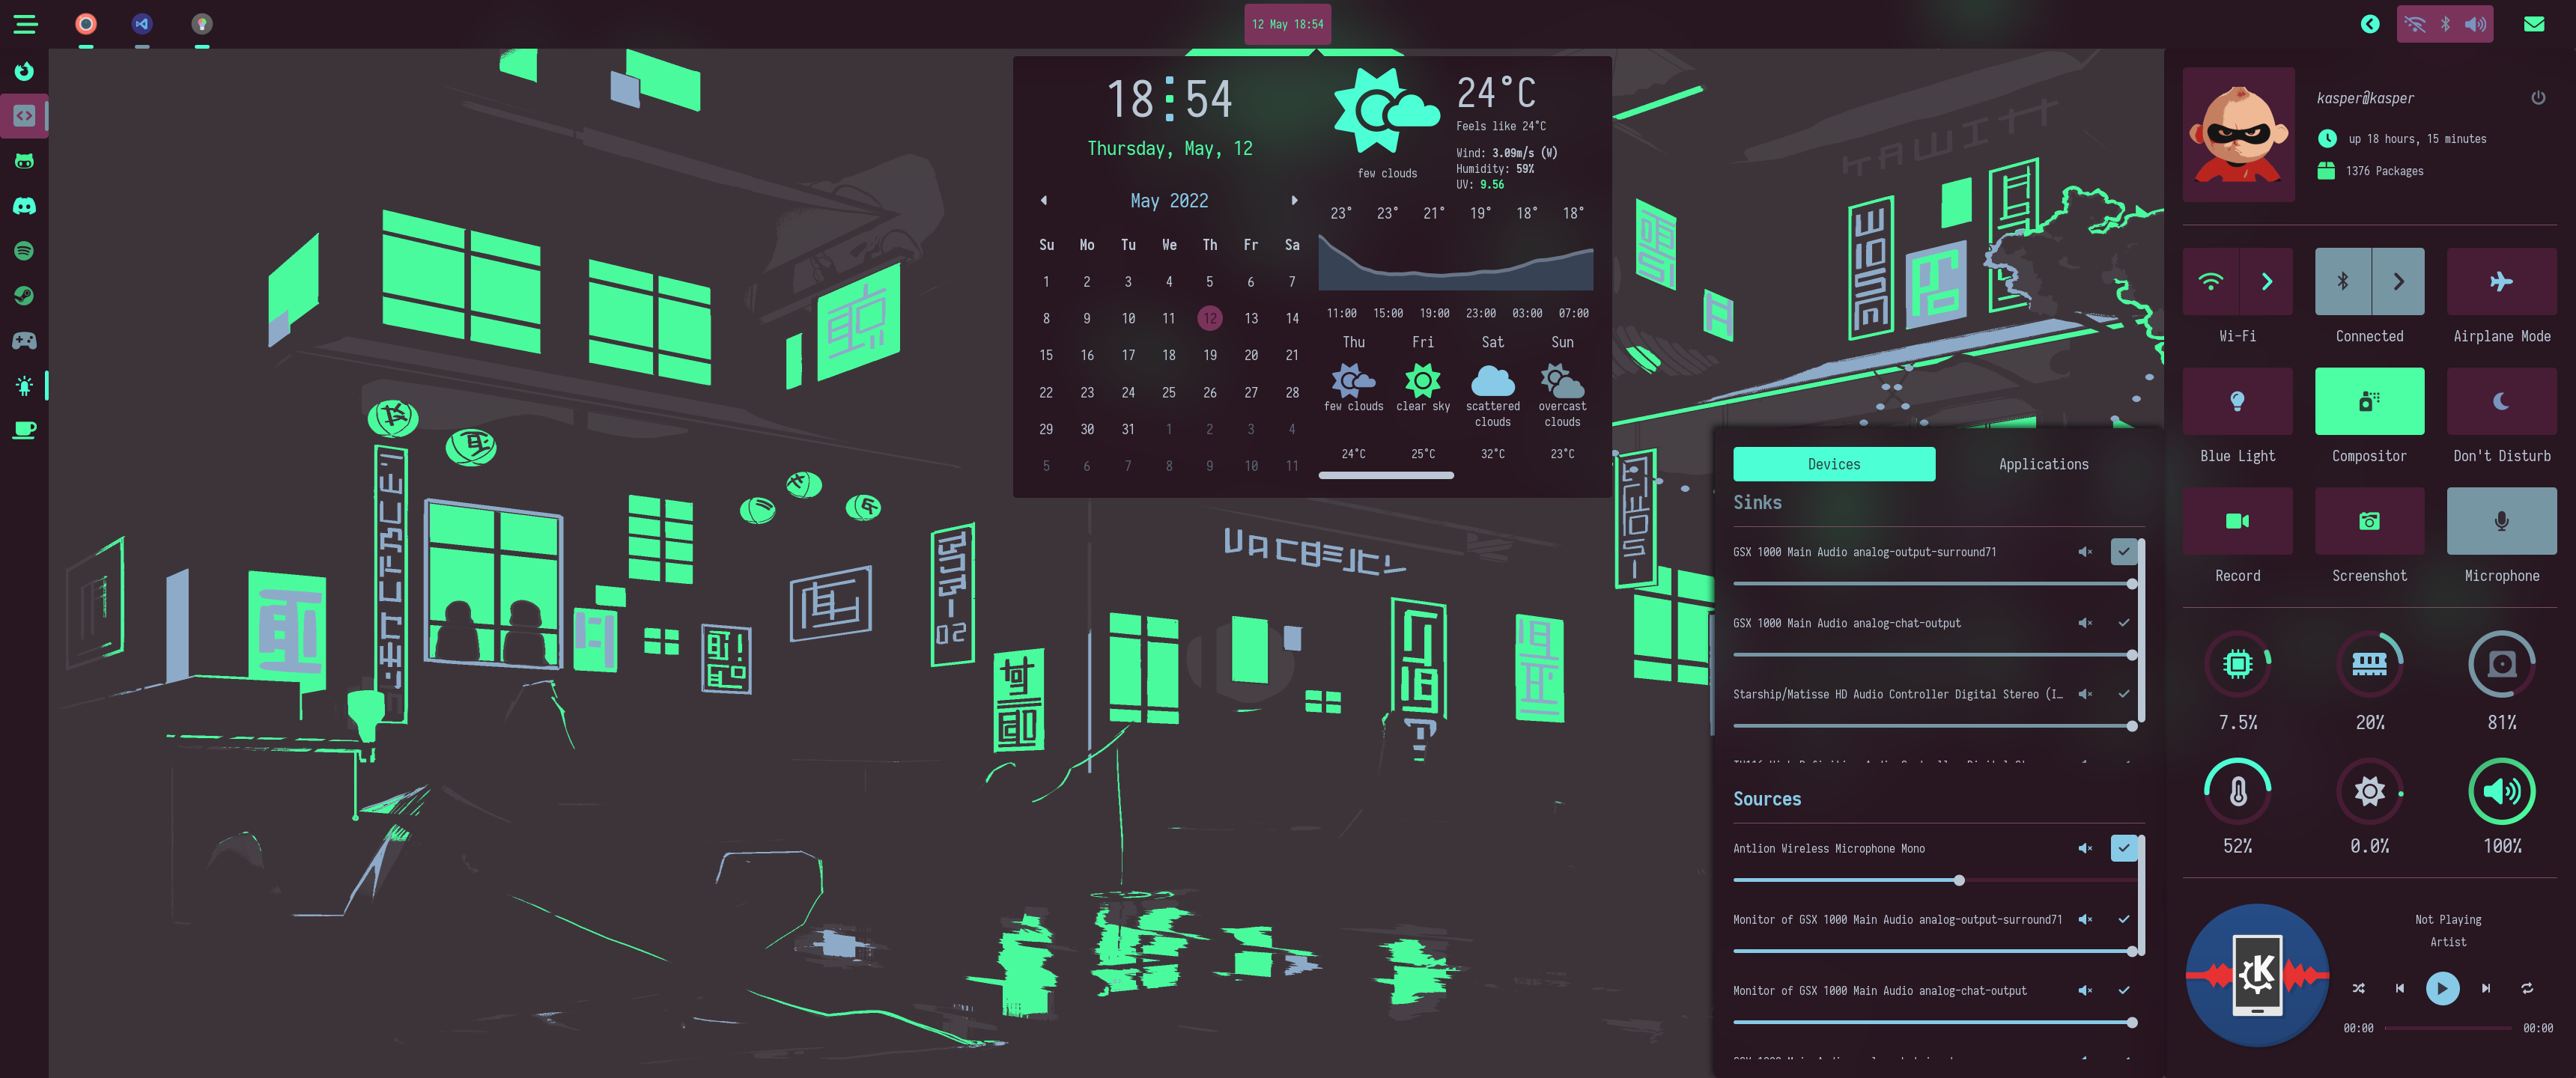 12 May 18:54
18:54
Thursday, May, 12
May 2022
Su Mo Tu We Th Fr Sa
1 2 3 4 5 6 7
8 9 10 11 12 13 14
15 16 17 18 19 20 21
22 23 24 25 26 27 28
29 30 31 1 2 3 4
5 6 7 8 9 10 11
few clouds
24°C
Feels like 24°C
Wind: 3.09m/s (W)
Humidity: 59%
UV: 9.56
23° 23° 21° 19° 18° 18°
11:00 15:00 19:00 23:00 03:00 07:00
Thu Fri Sat Sun
few clouds clear sky scattered clouds overcast clouds
24°C 25°C 32°C 23°C
Devices Applications
Sinks
GSX 1000 Main Audio analog-output-surround71
GSX 1000 Main Audio analog-chat-output
Starship/Matisse HD Audio Controller Digital Stereo (I…
Sources
Antlion Wireless Microphone Mono
Monitor of GSX 1000 Main Audio analog-output-surround71
Monitor of GSX 1000 Main Audio analog-chat-output
kasper@kasper
up 18 hours, 15 minutes
1376 Packages
Wi-Fi Connected Airplane Mode
Blue Light Compositor Don't Disturb
Record Screenshot Microphone
7.5% 20% 81%
52% 0.0% 100%
Not Playing
Artist
00:00 00:00